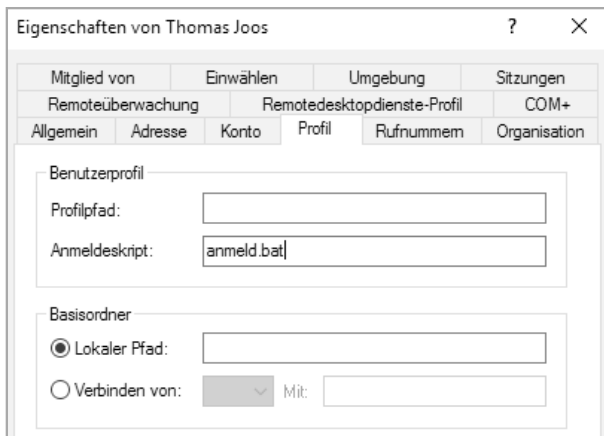 Eigenschaften von Thomas Joos ? ×
Mitglied von Einwählen Umgebung Sitzungen
Remoteüberwachung Remotedesktopdienste-Profil COM+
Allgemein Adresse Konto Profil Rufnummern Organisation
Benutzerprofil
Profilpfad:
Anmeldeskript: anmeld.bat
Basisordner
Lokaler Pfad:
Verbinden von: Mit: